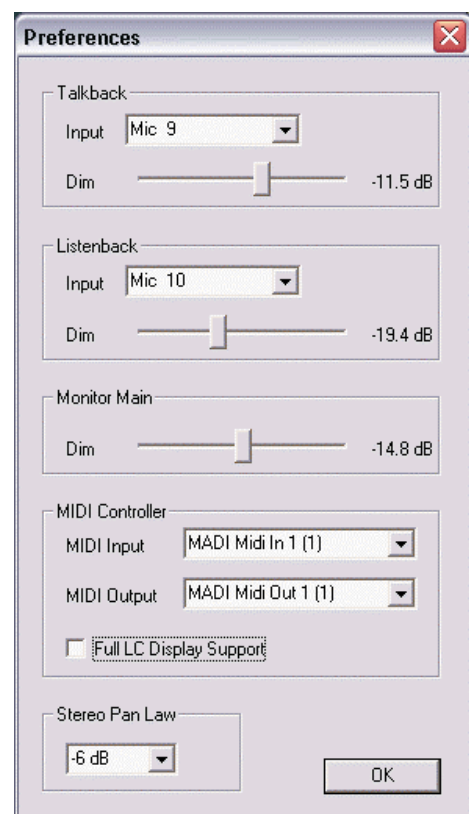 Preferences
Talkback
Input Mic 9
Dim -11.5 dB
Listenback
Input Mic 10
Dim -19.4 dB
Monitor Main
Dim -14.8 dB
MIDI Controller
MIDI Input MADI Midi In 1 (1)
MIDI Output MADI Midi Out 1 (1)
Full LC Display Support
Stereo Pan Law
-6 dB
OK